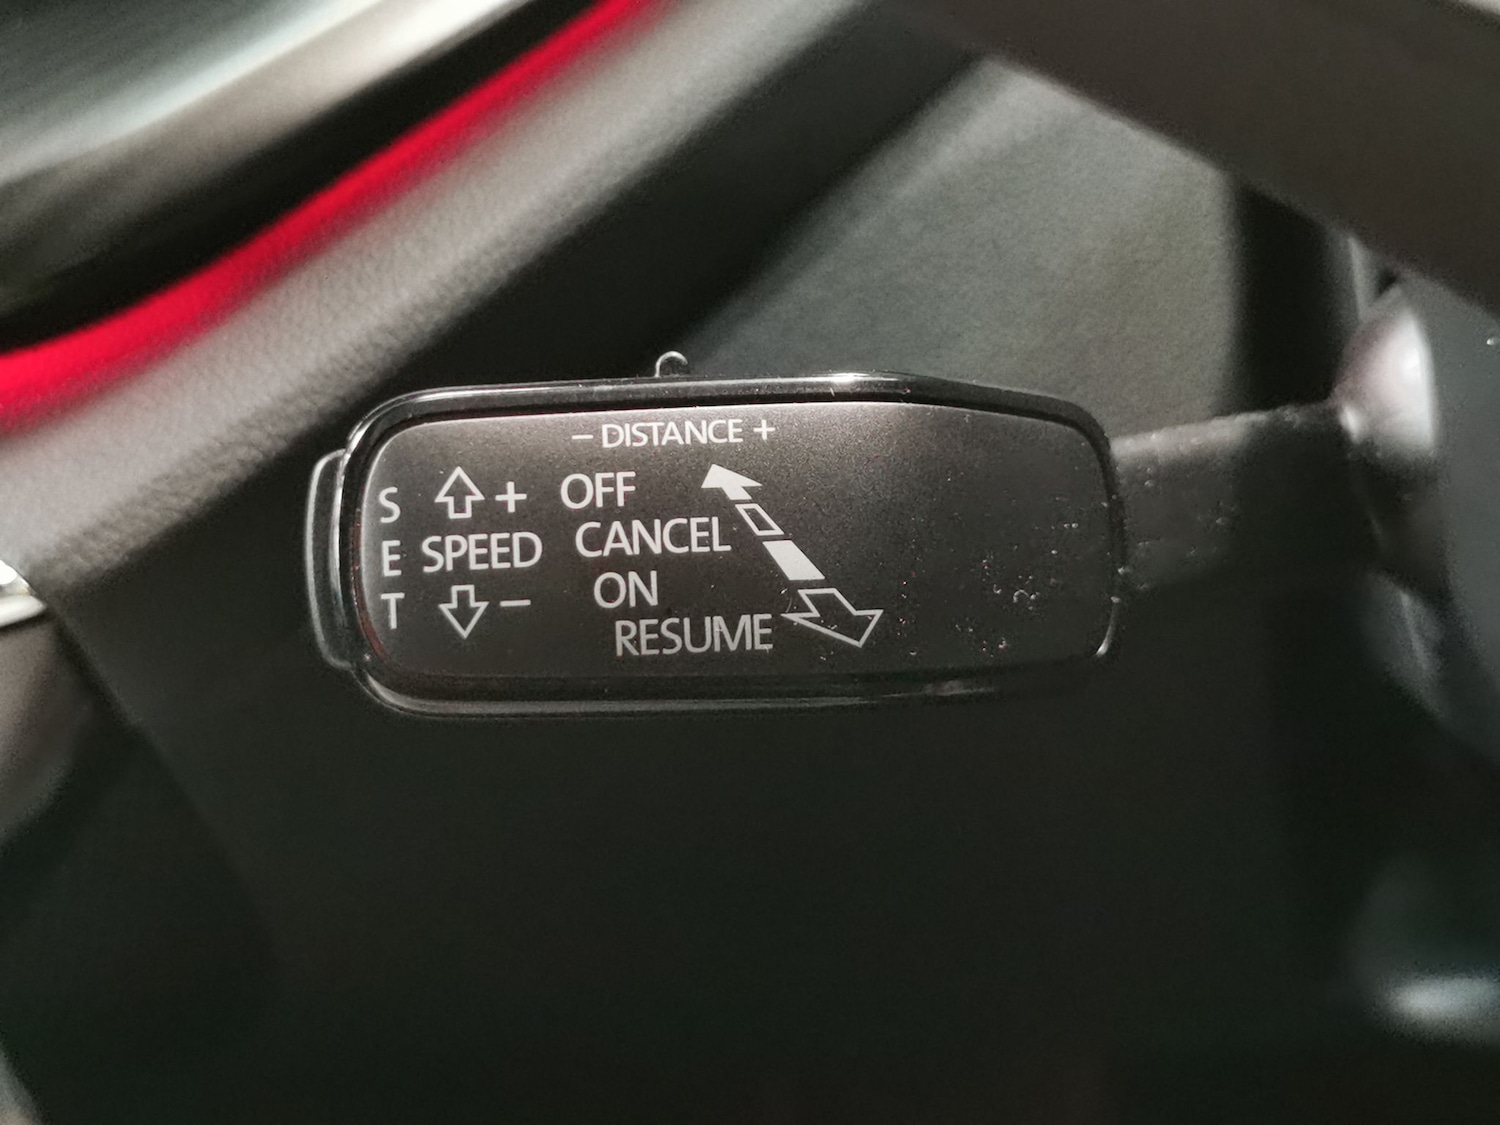 − DISTANCE +
S + OFF
CANCEL
E SPEED
ON
T −
RESUME